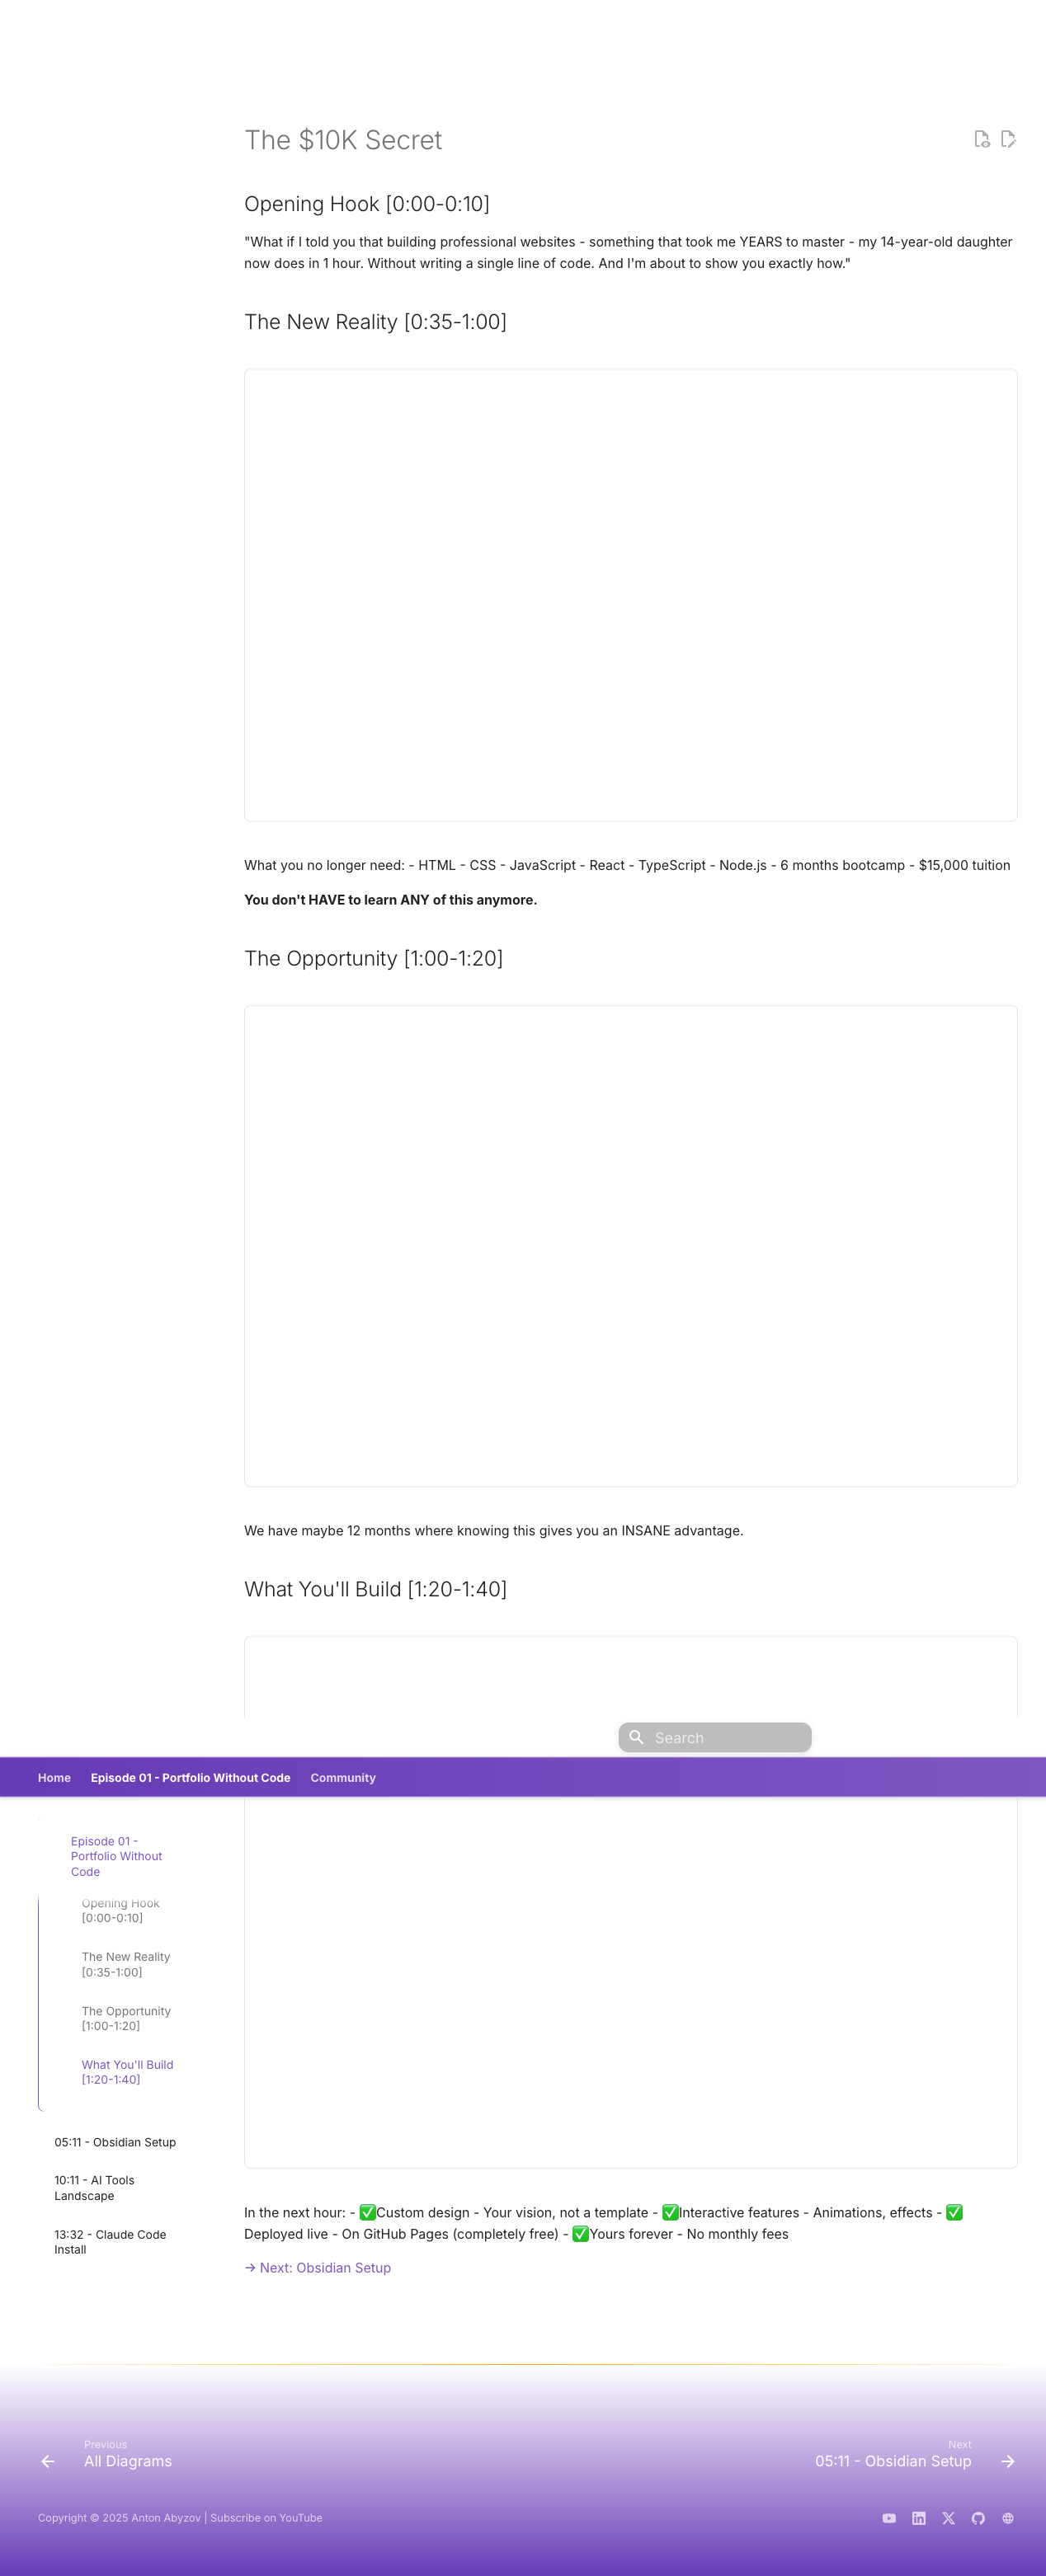 The $10K Secret
Opening Hook [0:00-0:10]
"What if I told you that building professional websites - something that took me YEARS to master - my 14-year-old daughter
now does in 1 hour. Without writing a single line of code. And I'm about to show you exactly how."
The New Reality [0:35-1:00]
What you no longer need: - HTML - CSS - JavaScript - React - TypeScript - Node.js - 6 months bootcamp - $15,000 tuition
You don't HAVE to learn ANY of this anymore.
The Opportunity [1:00-1:20]
We have maybe 12 months where knowing this gives you an INSANE advantage.
What You'll Build [1:20-1:40]
Search
Home Episode 01 - Portfolio Without Code Community
Episode 01 -
Portfolio Without
Code
Opening Hook
[0:00-0:10]
The New Reality
[0:35-1:00]
The Opportunity
[1:00-1:20]
What You'll Build
[1:20-1:40]
05:11 - Obsidian Setup
10:11 - AI Tools
Landscape
13:32 - Claude Code
Install
In the next hour: - ✅Custom design - Your vision, not a template - ✅Interactive features - Animations, effects - ✅
Deployed live - On GitHub Pages (completely free) - ✅Yours forever - No monthly fees
→ Next: Obsidian Setup
Previous
All Diagrams
Next
05:11 - Obsidian Setup
Copyright © 2025 Anton Abyzov | Subscribe on YouTube